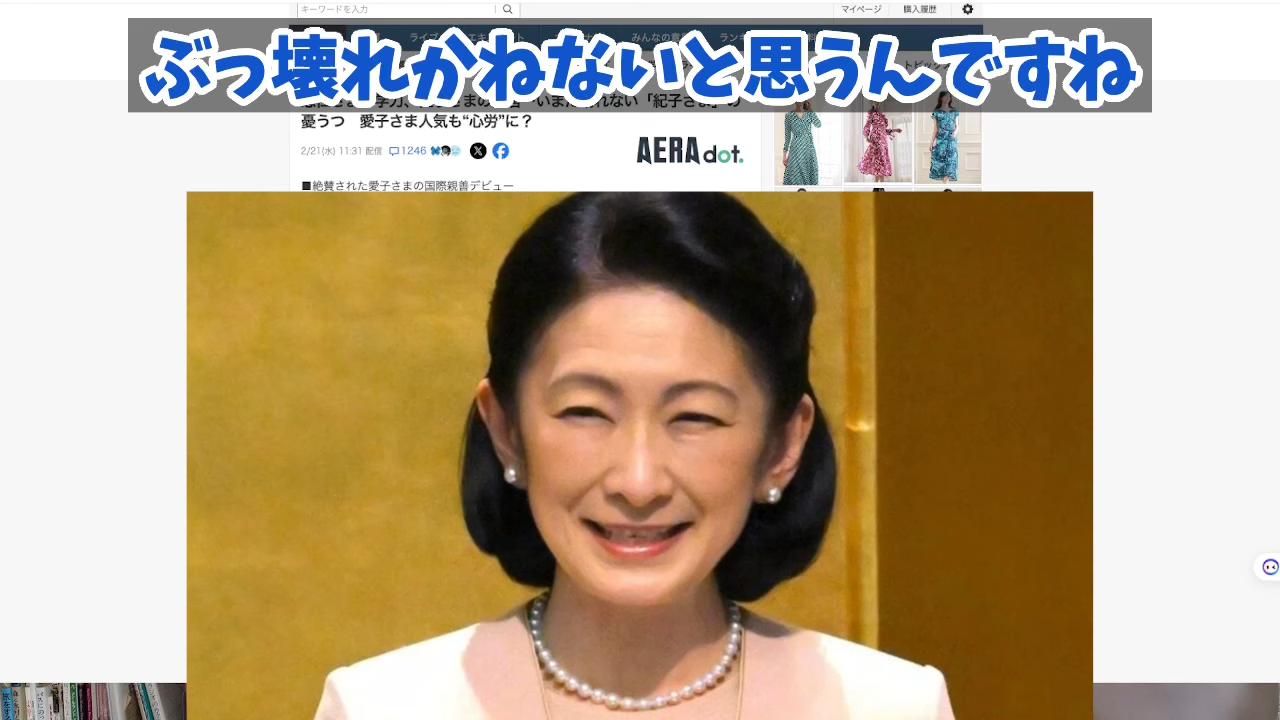 キーワードを入力
マイページ
購入履歴
ぶっ壊れかねないと思うんですね
憂うつ 愛子さま人気も“心労”に？
2/21(水) 11:31 配信
1246
AERAdot.
■絶賛された愛子さまの国際親善デビュー